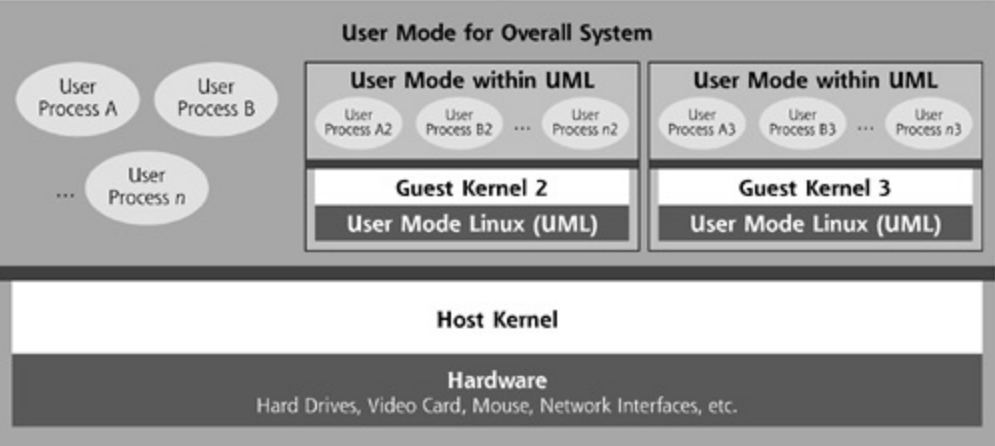 User Mode for Overall System
User
Process A
User
Process B
...
User
Process n
User Mode within UML
User
Process A2
User
Process B2
...
User
Process n2
Guest Kernel 2
User Mode Linux (UML)
User Mode within UML
User
Process A3
User
Process B3
...
User
Process n3
Guest Kernel 3
User Mode Linux (UML)
Host Kernel
Hardware
Hard Drives, Video Card, Mouse, Network Interfaces, etc.